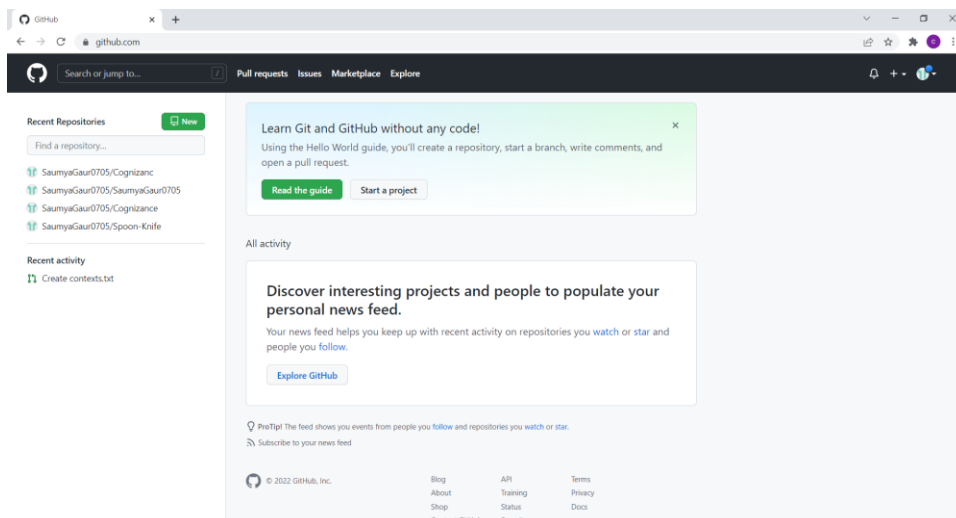 GitHub
github.com
Search or jump to... /
Pull requests Issues Marketplace Explore
Recent Repositories
New
Find a repository...
SaumyaGaur0705/Cognizanc
SaumyaGaur0705/SaumyaGaur0705
SaumyaGaur0705/Cognizance
SaumyaGaur0705/Spoon-Knife
Recent activity
Create contexts.txt
Learn Git and GitHub without any code!
Using the Hello World guide, you'll create a repository, start a branch, write comments, and
open a pull request.
Read the guide Start a project
All activity
Discover interesting projects and people to populate your
personal news feed.
Your news feed helps you keep up with recent activity on repositories you watch or star and
people you follow.
Explore GitHub
ProTip! The feed shows you events from people you follow and repositories you watch or star.
Subscribe to your news feed
© 2022 GitHub, Inc.
Blog API Terms
About Training Privacy
Shop Status Docs